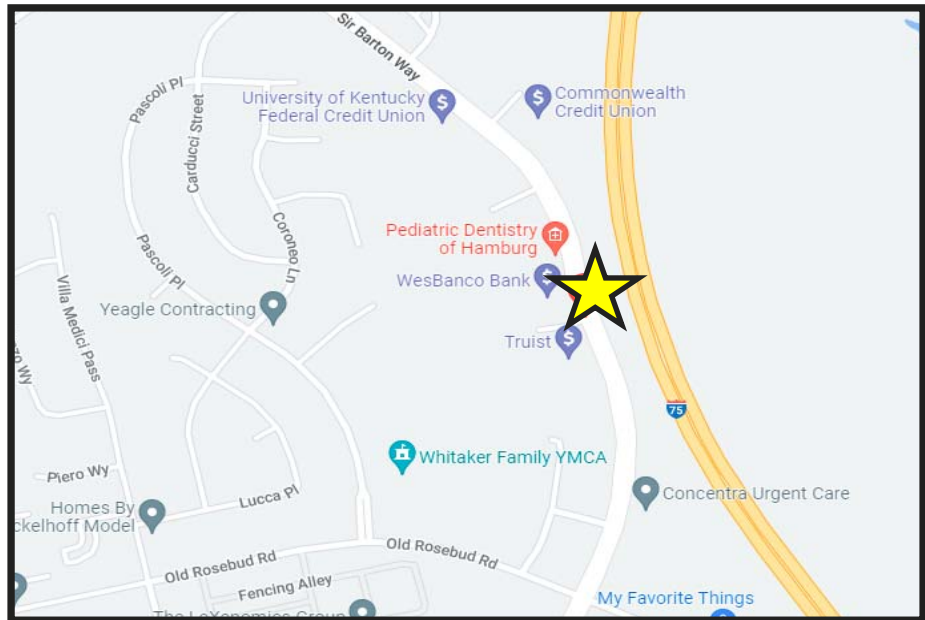 Sir Barton Way
Pascoli Pl
Carducci Street
University of Kentucky
Federal Credit Union
Commonwealth
Credit Union
Coroneo Ln
Pediatric Dentistry
of Hamburg
Pascoli Pl
WesBanco Bank
Villa Medici Pass
Yeagle Contracting
Truist
zo Wy
75
Whitaker Family YMCA
Piero Wy
Concentra Urgent Care
Lucca Pl
Homes By
ckelhoff Model
Old Rosebud Rd
Old Rosebud Rd
Fencing Alley
My Favorite Things